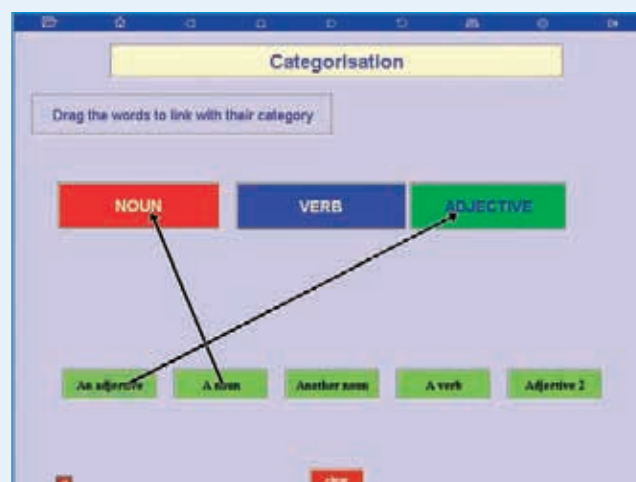 Categorisation
Drag the words to link with their category
NOUN VERB ADJECTIVE
An adjective A noun Another noun A verb Adjective 2